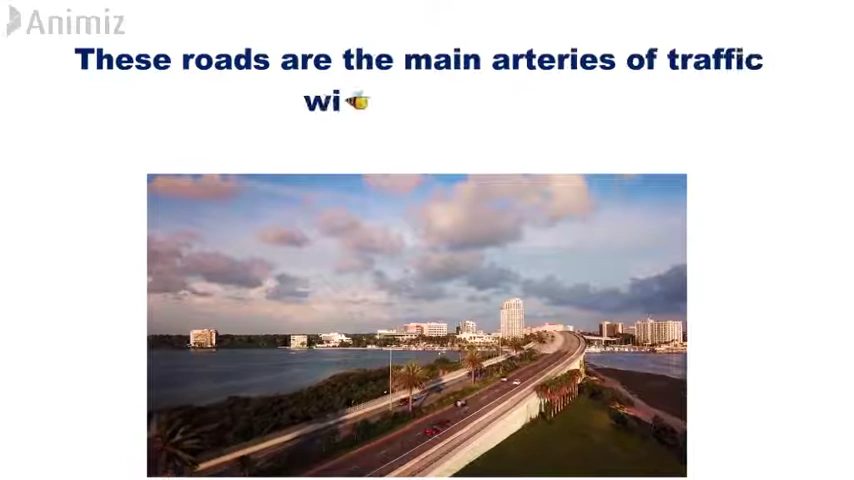 Animiz
These roads are the main arteries of traffic
wi